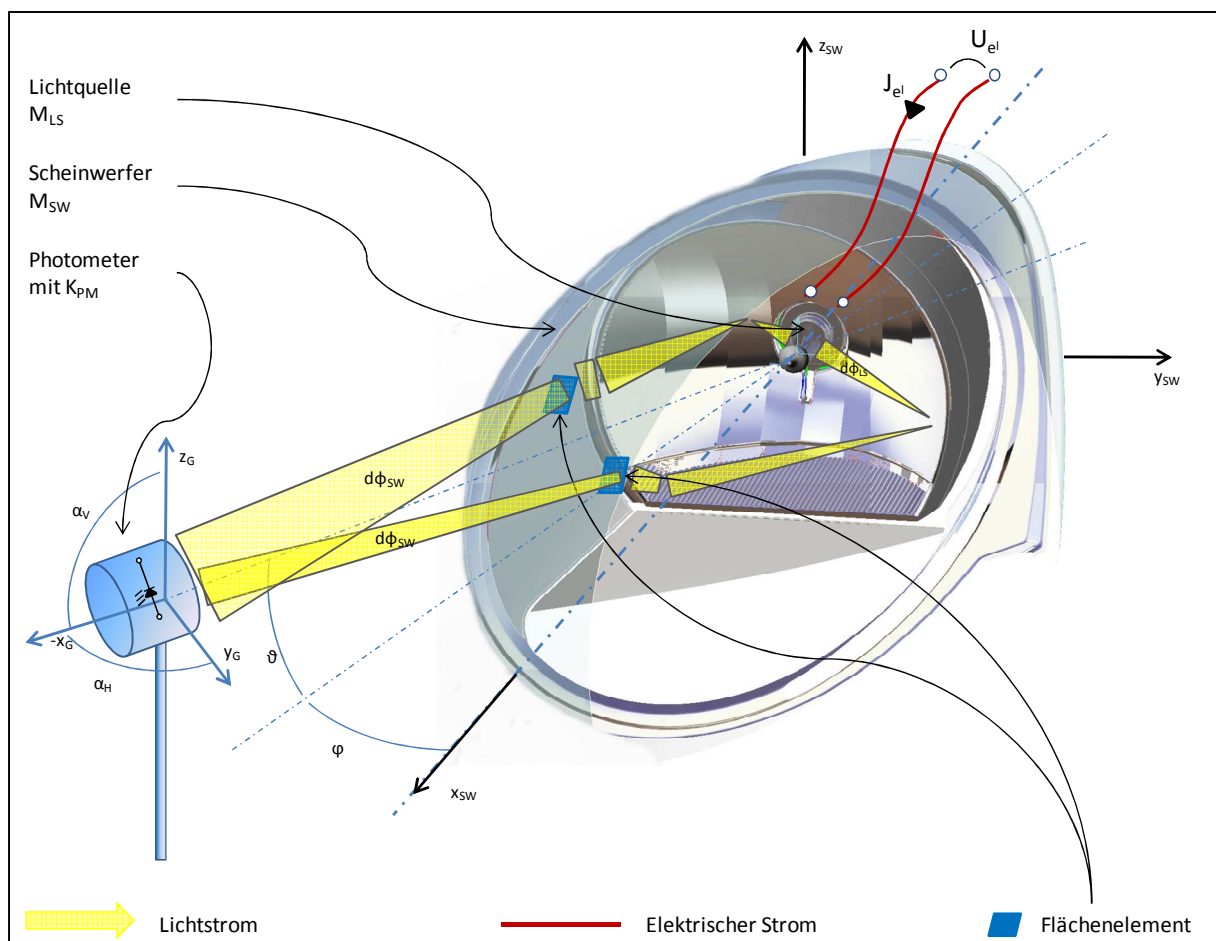 Lichtquelle
M_LS
Scheinwerfer
M_SW
Photometer
mit K_PM
z_SW
U_el
J_el
y_SW
dϕ_LS
z_G
α_V
dϕ_SW
dϕ_SW
-x_G
y_G
α_H
ϑ
φ
x_SW
Lichtstrom
Elektrischer Strom
Flächenelement